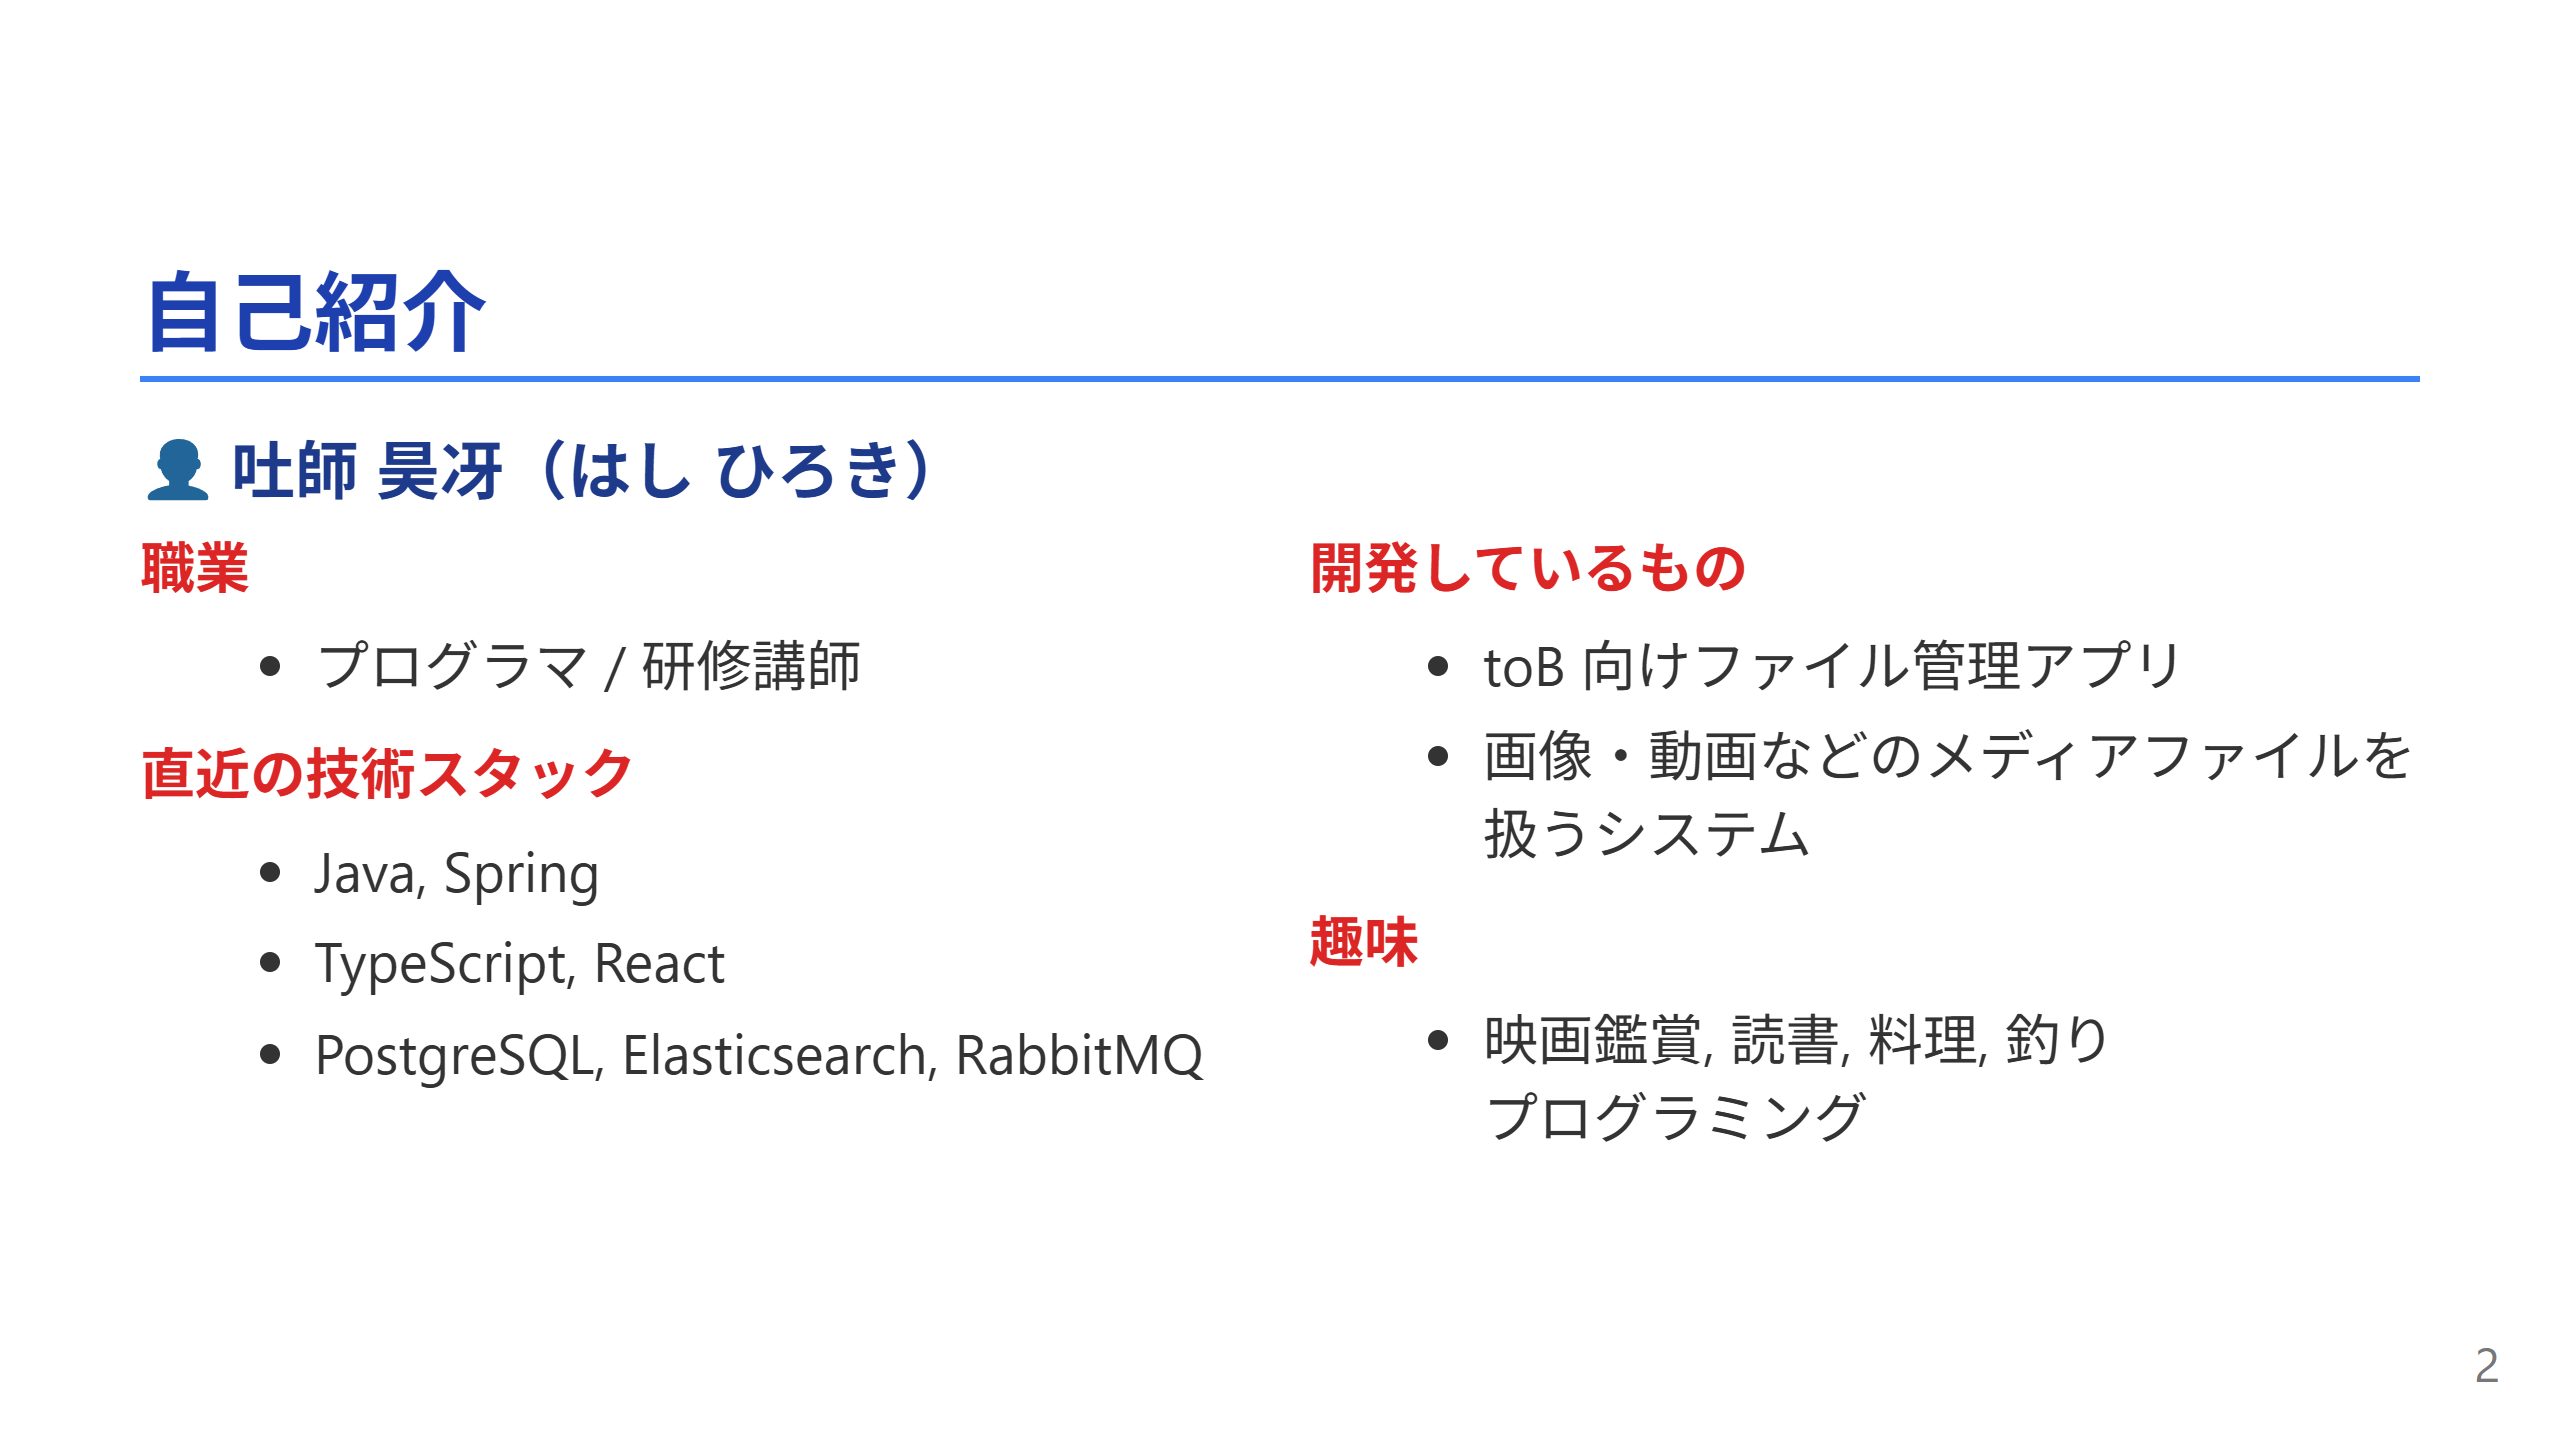 自己紹介
吐師 昊冴（はし ひろき）
職業
• プログラマ / 研修講師
直近の技術スタック
• Java, Spring
• TypeScript, React
• PostgreSQL, Elasticsearch, RabbitMQ
開発しているもの
• toB 向けファイル管理アプリ
• 画像・動画などのメディアファイルを
扱うシステム
趣味
• 映画鑑賞, 読書, 料理, 釣り
プログラミング
2